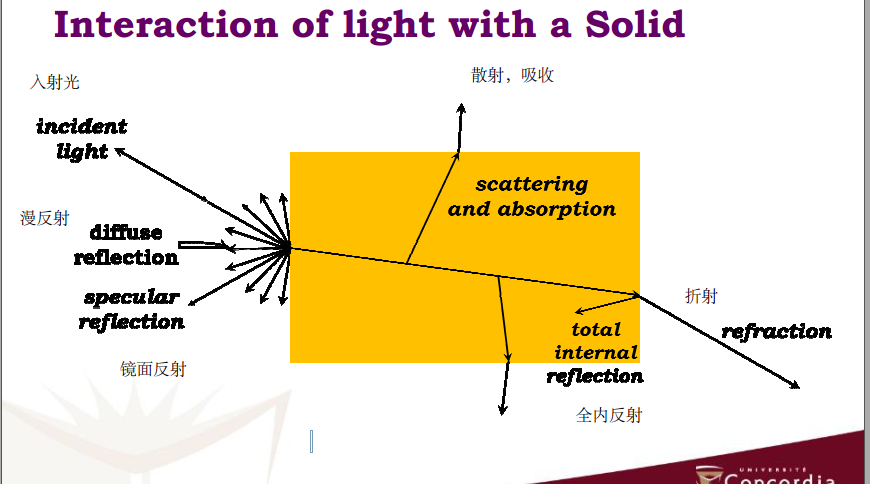 Interaction of light with a Solid
入射光
散射，吸收
incident
light
漫反射
diffuse
reflection
scattering
and absorption
specular
reflection
镜面反射
折射
refraction
total
internal
reflection
全内反射
UNIVERSITÉ
Concordia